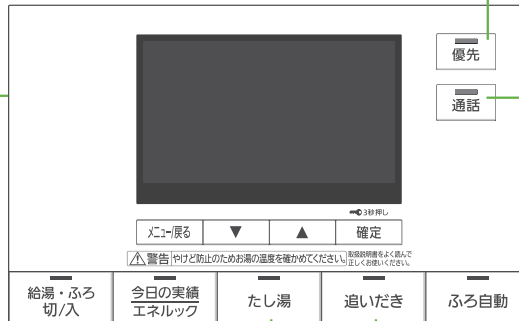 優先
通話
3秒押し
メニュー/戻る
▼
▲
確定
警告 やけど防止のためお湯の温度を確かめてください。
取扱説明書をよく読んで
正しくお使いください。
給湯・ふろ
切/入
今日の実績
エネルック
たし湯
追いだき
ふろ自動